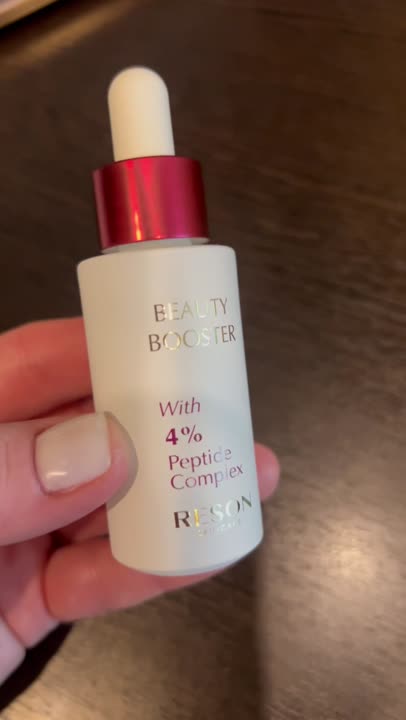 BEAUTY
BOOSTER
With
4%
Peptide
Complex
RESON